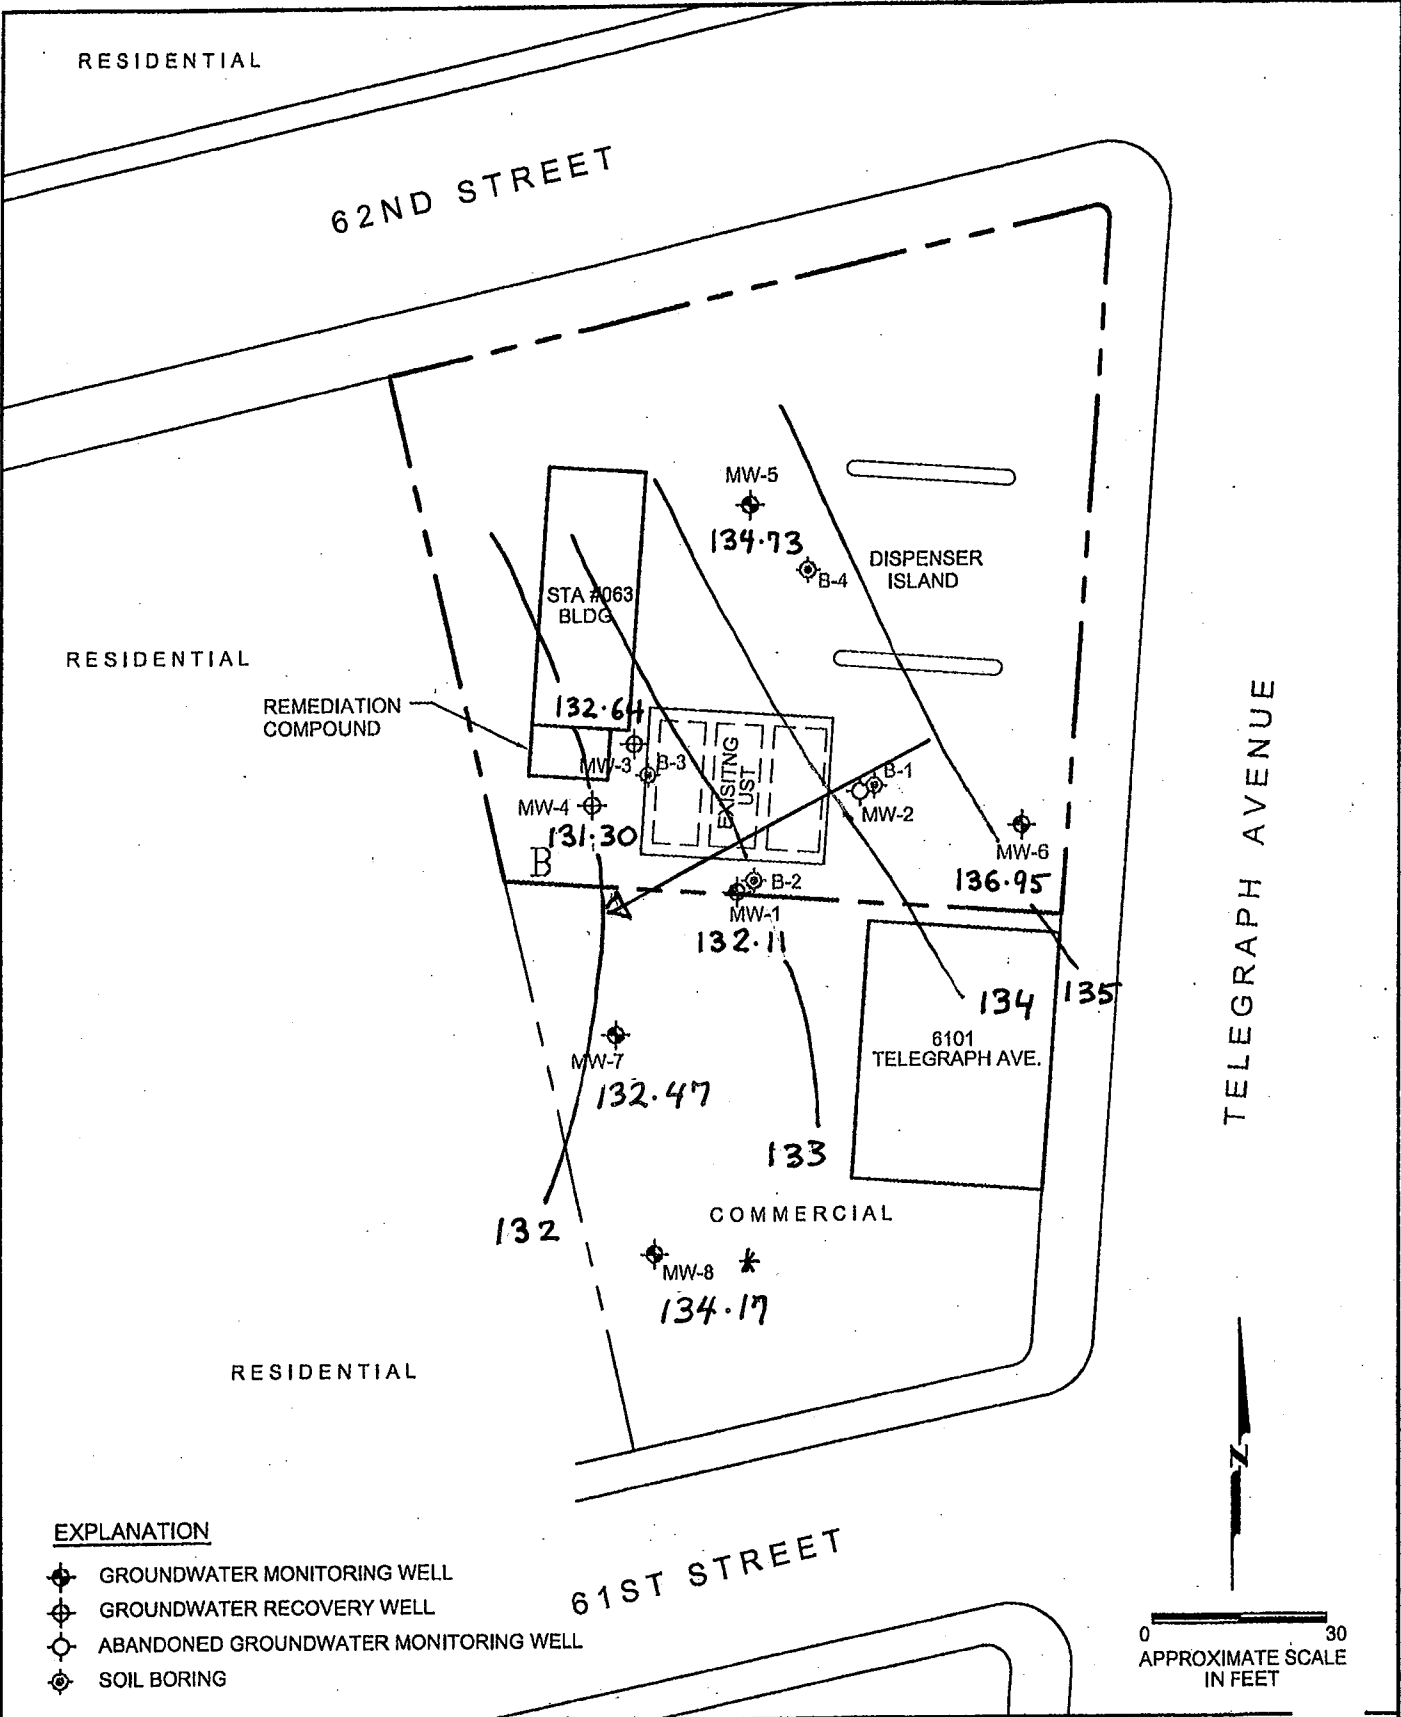 RESIDENTIAL
62ND STREET
MW-5
134.73
DISPENSER
ISLAND
B-4
STA #063
BLDG
RESIDENTIAL
REMEDIATION
COMPOUND
132.64
MW-3
B-3
EXISITNG
UST
B-1
MW-2
MW-4
131.30
MW-6
136.95
B
B-2
MW-1
132.11
134
135
6101
TELEGRAPH AVE.
TELEGRAPH AVENUE
MW-7
132.47
133
132
COMMERCIAL
MW-8 *
134.17
RESIDENTIAL
N
EXPLANATION
GROUNDWATER MONITORING WELL
GROUNDWATER RECOVERY WELL
ABANDONED GROUNDWATER MONITORING WELL
SOIL BORING
61ST STREET
0 30
APPROXIMATE SCALE
IN FEET